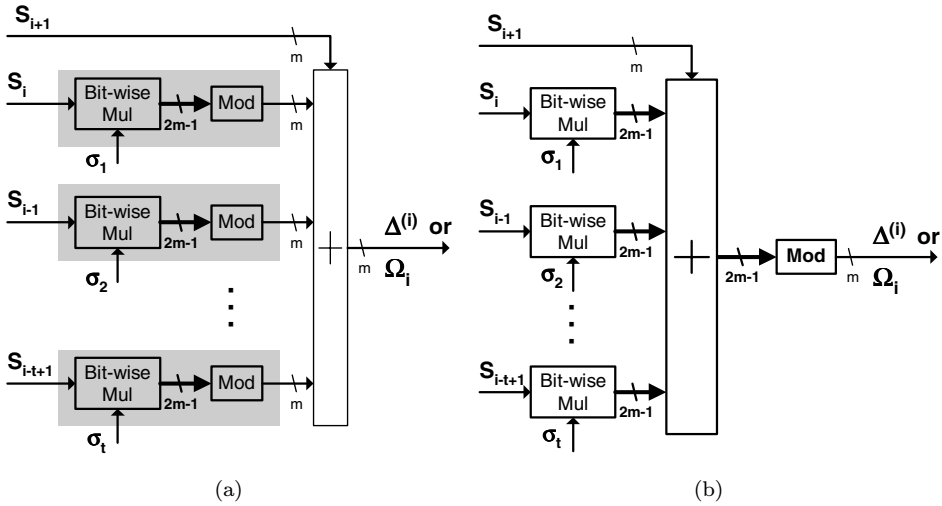 S_{i+1}
m
S_i
Bit-wise Mul
2m-1
Mod
m
σ_1
S_{i-1}
Bit-wise Mul
2m-1
Mod
m
σ_2
+
m
Δ^{(i)} or
Ω_i
S_{i-t+1}
Bit-wise Mul
2m-1
Mod
m
σ_t
(a)
S_{i+1}
m
S_i
Bit-wise Mul
2m-1
σ_1
S_{i-1}
Bit-wise Mul
2m-1
σ_2
+
2m-1
Mod
m
Δ^{(i)} or
Ω_i
S_{i-t+1}
Bit-wise Mul
2m-1
σ_t
(b)